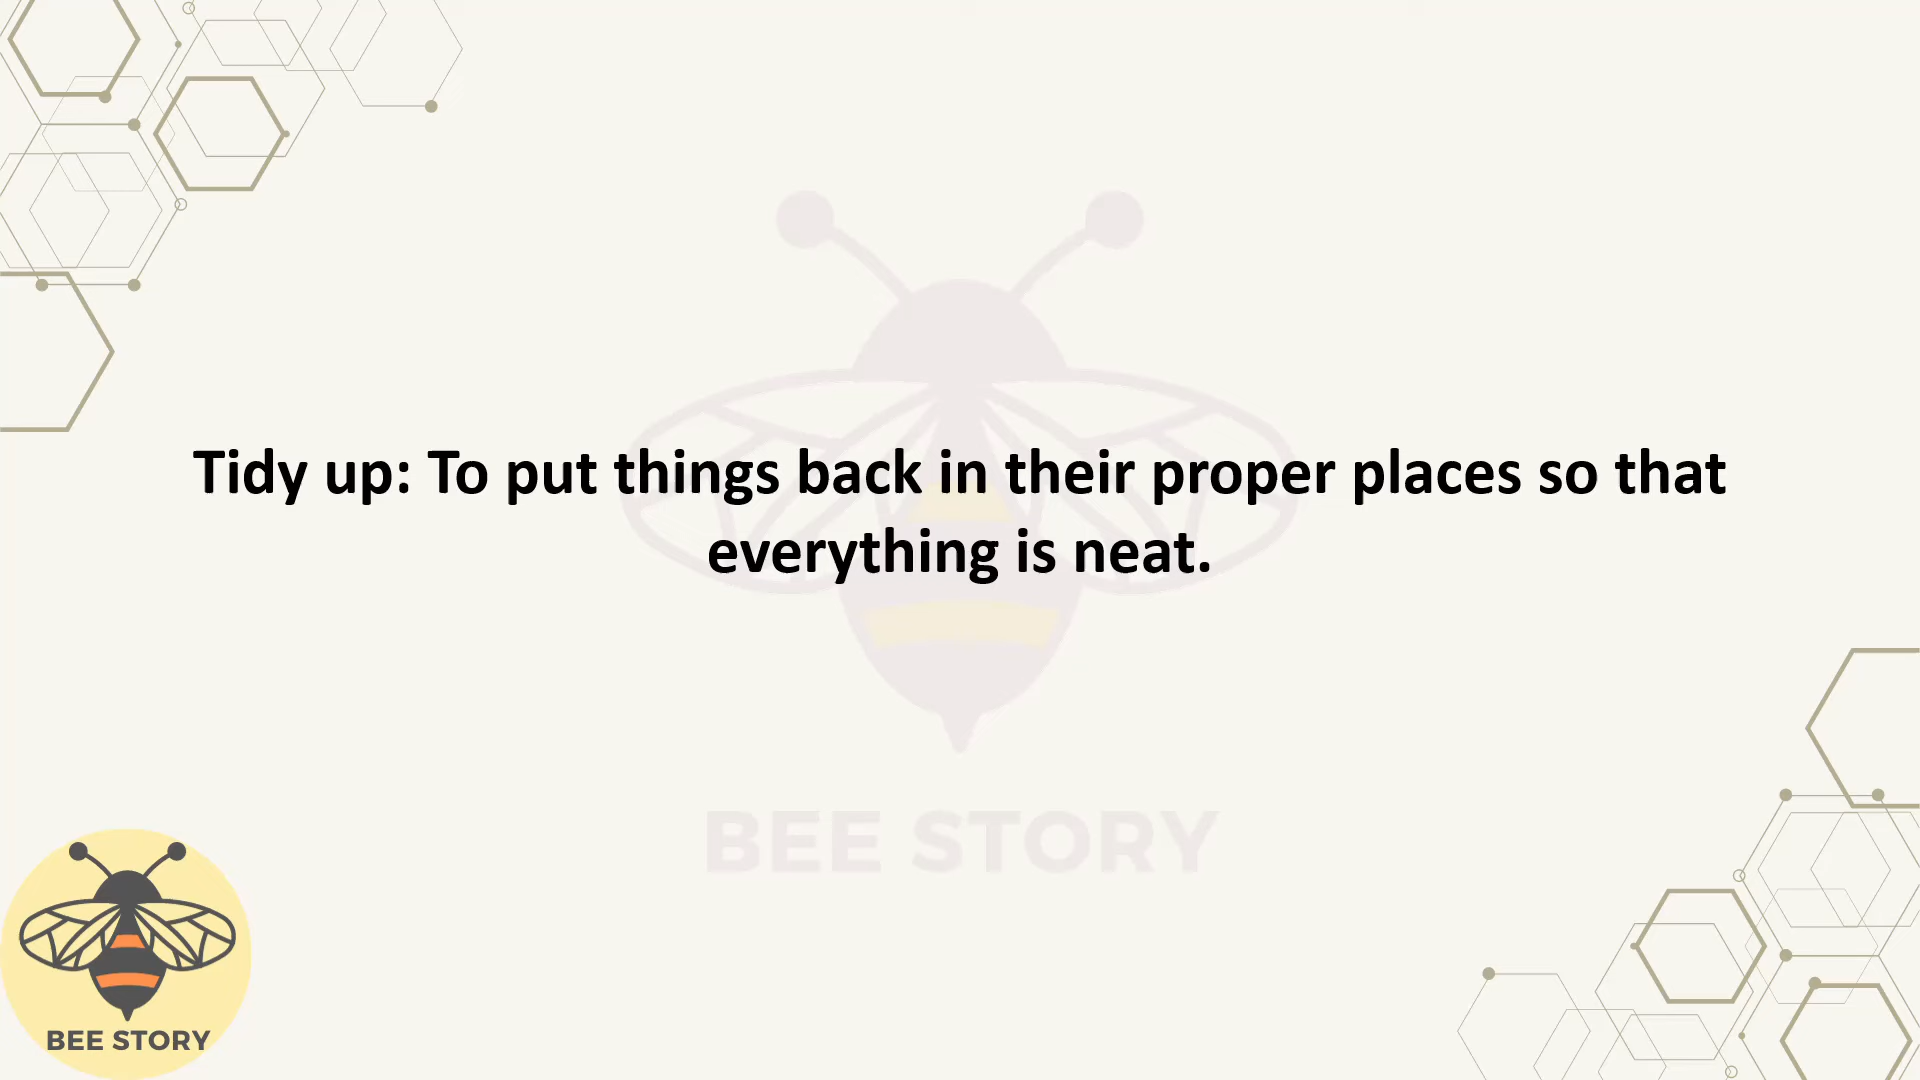 Tidy up: To put things back in their proper places so that
everything is neat.
BEE STORY
BEE STORY